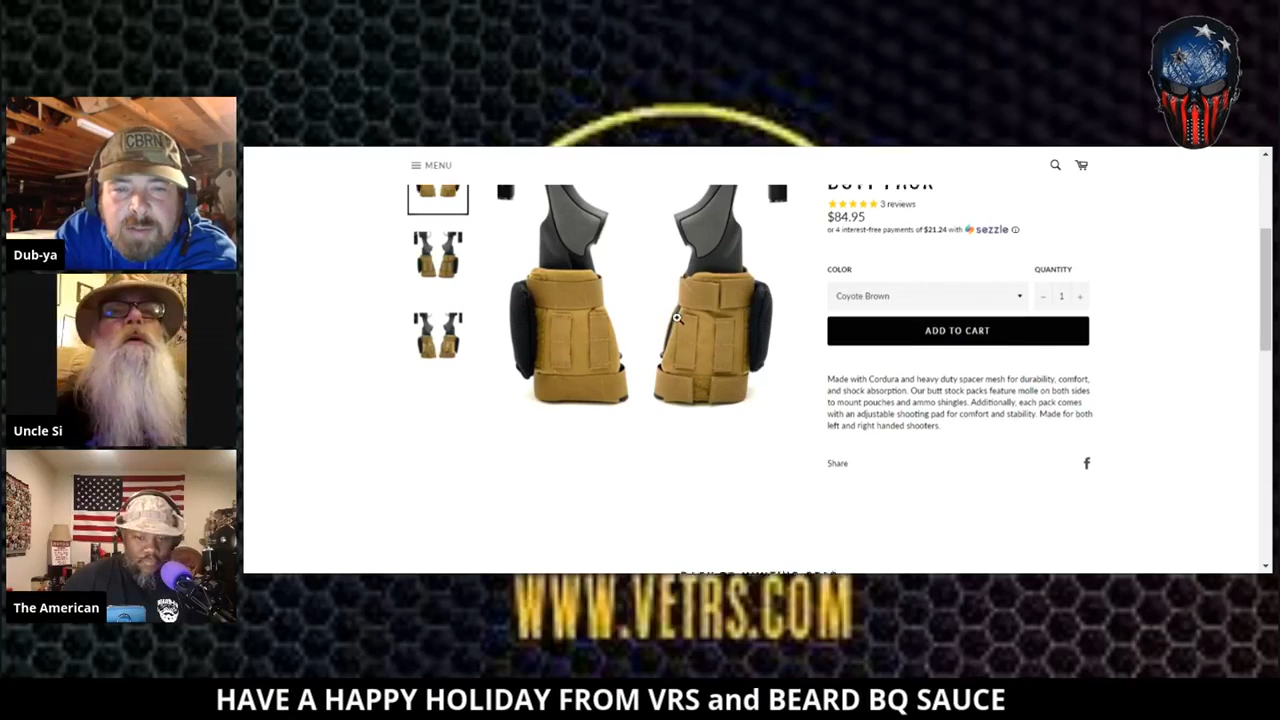 CBRN
Dub-ya
Uncle Si
The American
MENU
3 reviews
$84.95
or 4 interest-free payments of $21.24 with sezzle
COLOR
QUANTITY
Coyote Brown
1
ADD TO CART
Made with Cordura and heavy duty spacer mesh for durability, comfort,
and shock absorption. Our butt stock packs feature molle on both sides
to mount pouches and ammo shingles. Additionally, each pack comes
with an adjustable shooting pad for comfort and stability. Made for both
left and right handed shooters.
Share
WWW.VETRS.COM
HAVE A HAPPY HOLIDAY FROM VRS and BEARD BQ SAUCE